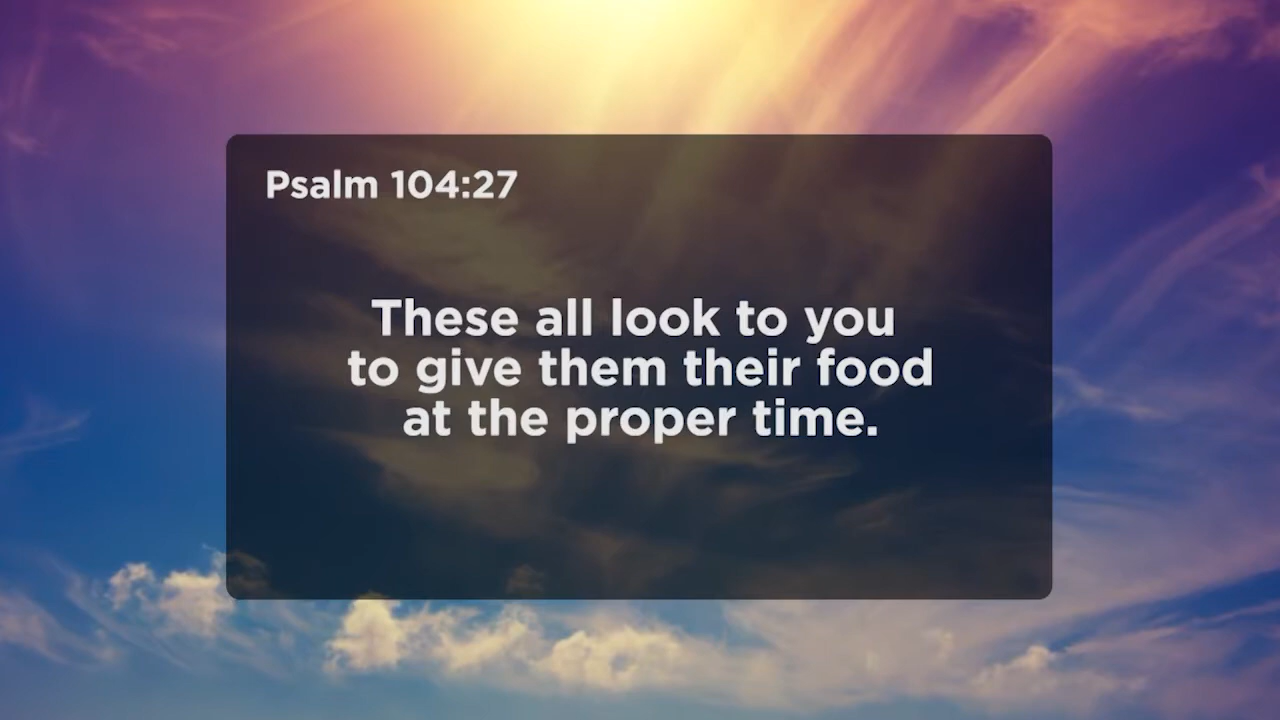 Psalm 104:27
These all look to you
to give them their food
at the proper time.